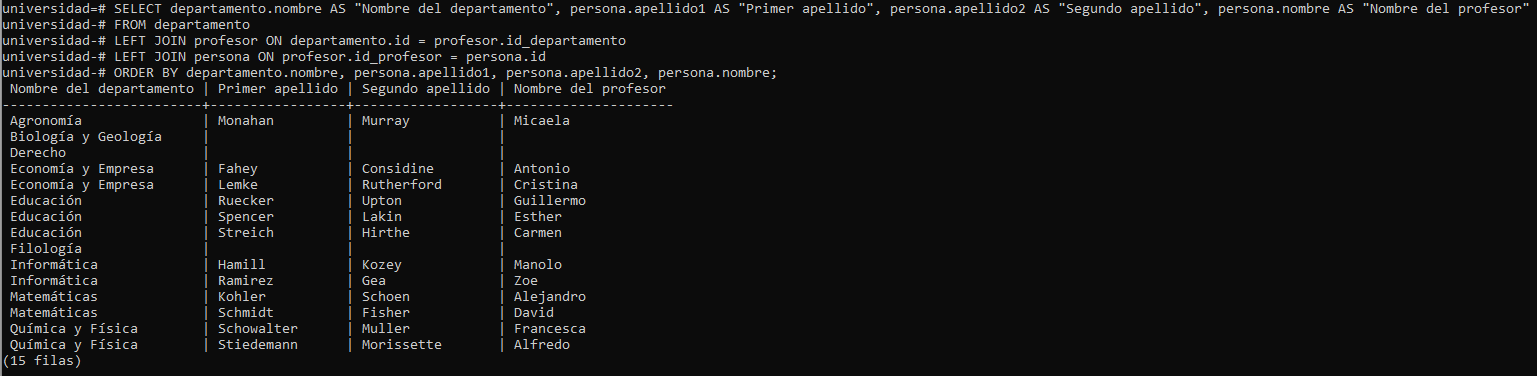 universidad=# SELECT departamento.nombre AS "Nombre del departamento", persona.apellido1 AS "Primer apellido", persona.apellido2 AS "Segundo apellido", persona.nombre AS "Nombre del profesor"
universidad-# FROM departamento
universidad-# LEFT JOIN profesor ON departamento.id = profesor.id_departamento
universidad-# LEFT JOIN persona ON profesor.id_profesor = persona.id
universidad-# ORDER BY departamento.nombre, persona.apellido1, persona.apellido2, persona.nombre;
 Nombre del departamento | Primer apellido | Segundo apellido | Nombre del profesor
-------------------------+-----------------+------------------+---------------------
 Agronomía               | Monahan         | Murray           | Micaela
 Biología y Geología     |                 |                  |
 Derecho                 |                 |                  |
 Economía y Empresa      | Fahey           | Considine        | Antonio
 Economía y Empresa      | Lemke           | Rutherford       | Cristina
 Educación               | Ruecker         | Upton            | Guillermo
 Educación               | Spencer         | Lakin            | Esther
 Educación               | Streich         | Hirthe           | Carmen
 Filología               |                 |                  |
 Informática             | Hamill          | Kozey            | Manolo
 Informática             | Ramirez         | Gea              | Zoe
 Matemáticas             | Kohler          | Schoen           | Alejandro
 Matemáticas             | Schmidt         | Fisher           | David
 Química y Física        | Schowalter      | Muller           | Francesca
 Química y Física        | Stiedemann      | Morissette       | Alfredo
(15 filas)